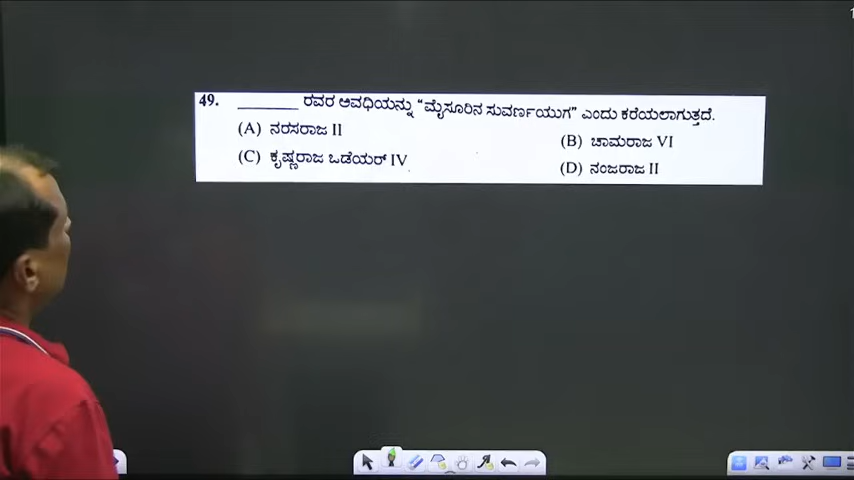 49. ________ ರವರ ಅವಧಿಯನ್ನು "ಮೈಸೂರಿನ ಸುವರ್ಣಯುಗ" ಎಂದು ಕರೆಯಲಾಗುತ್ತದೆ.
(A) ನರಸರಾಜ II (B) ಚಾಮರಾಜ VI
(C) ಕೃಷ್ಣರಾಜ ಒಡೆಯರ್ IV (D) ನಂಜರಾಜ II